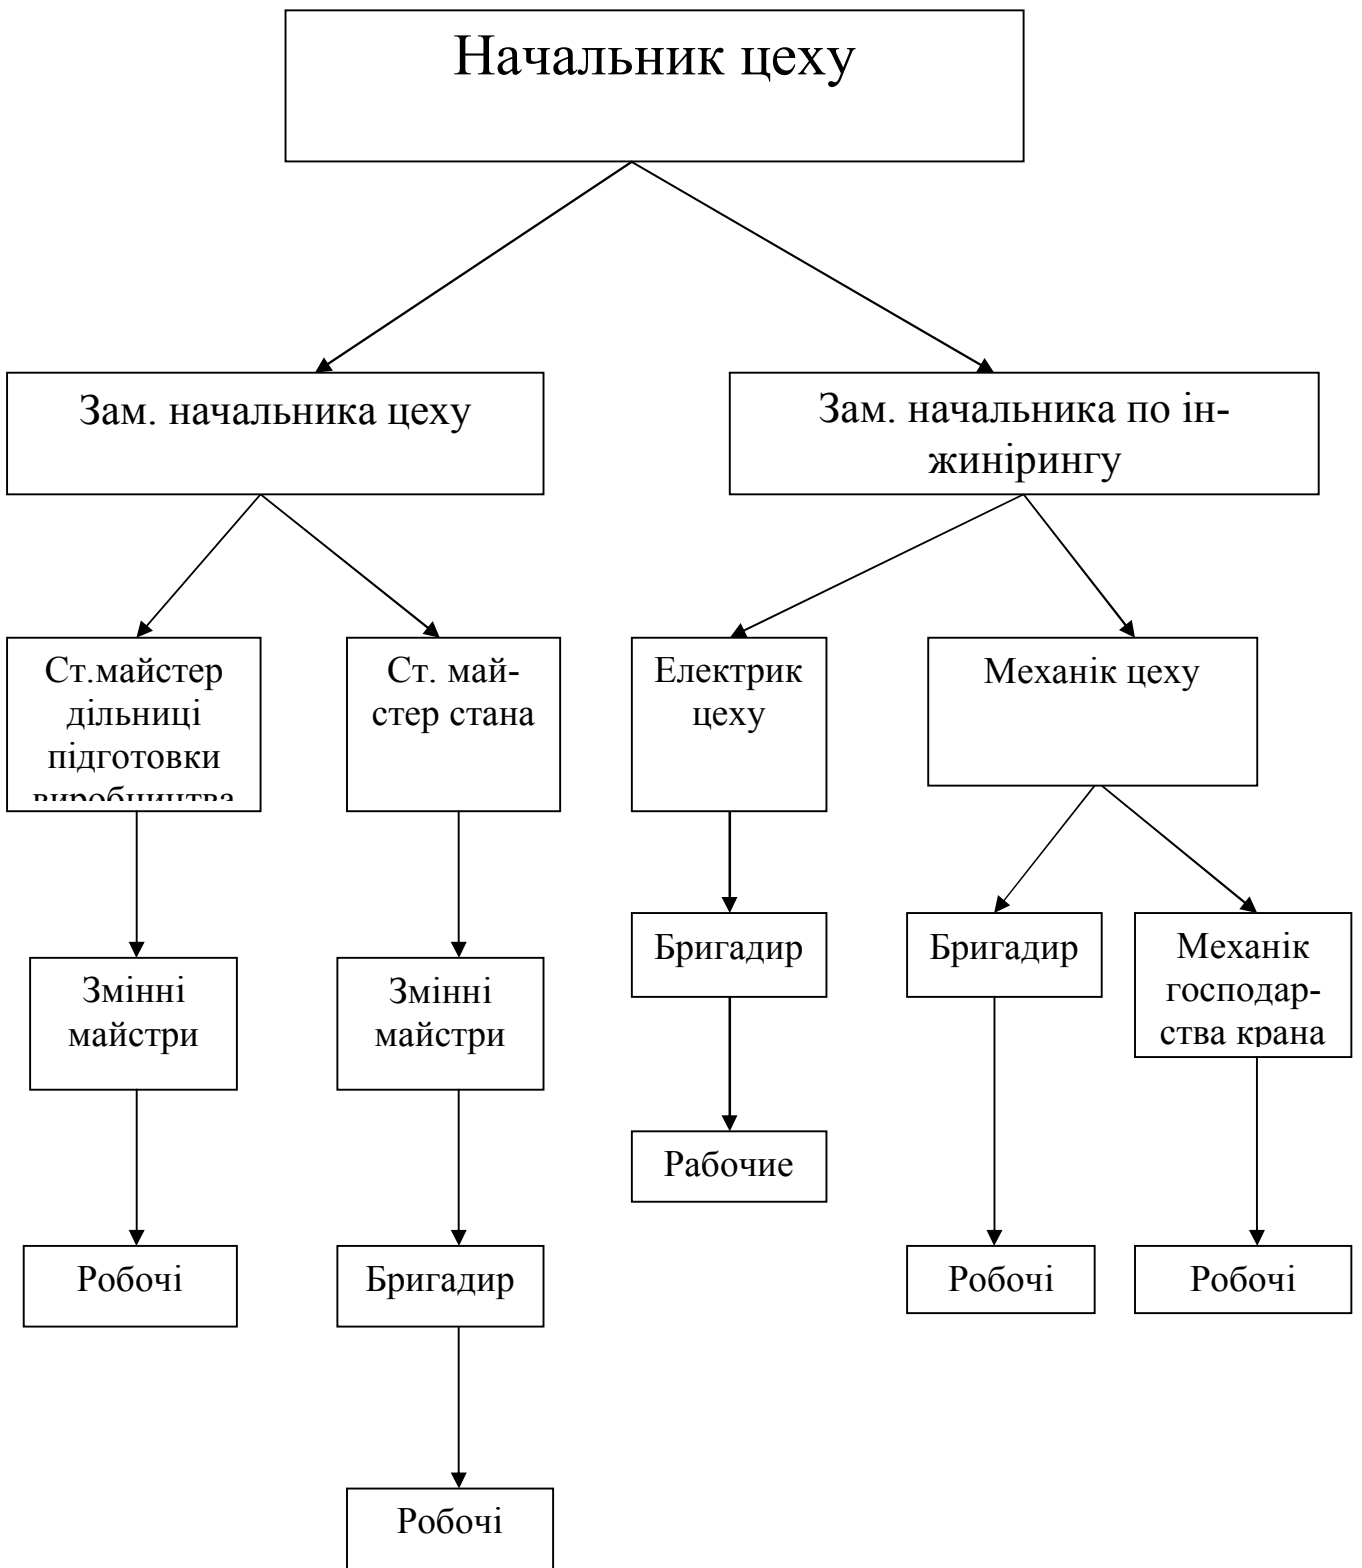 Начальник цеху
Зам. начальника цеху
Зам. начальника по ін-
жинірингу
Ст.майстер
дільниці
підготовки
виробництва
Ст. май-
стер стана
Електрик
цеху
Механік цеху
Змінні
майстри
Змінні
майстри
Бригадир
Бригадир
Механік
господар-
ства крана
Рабочие
Робочі
Бригадир
Робочі
Робочі
Робочі